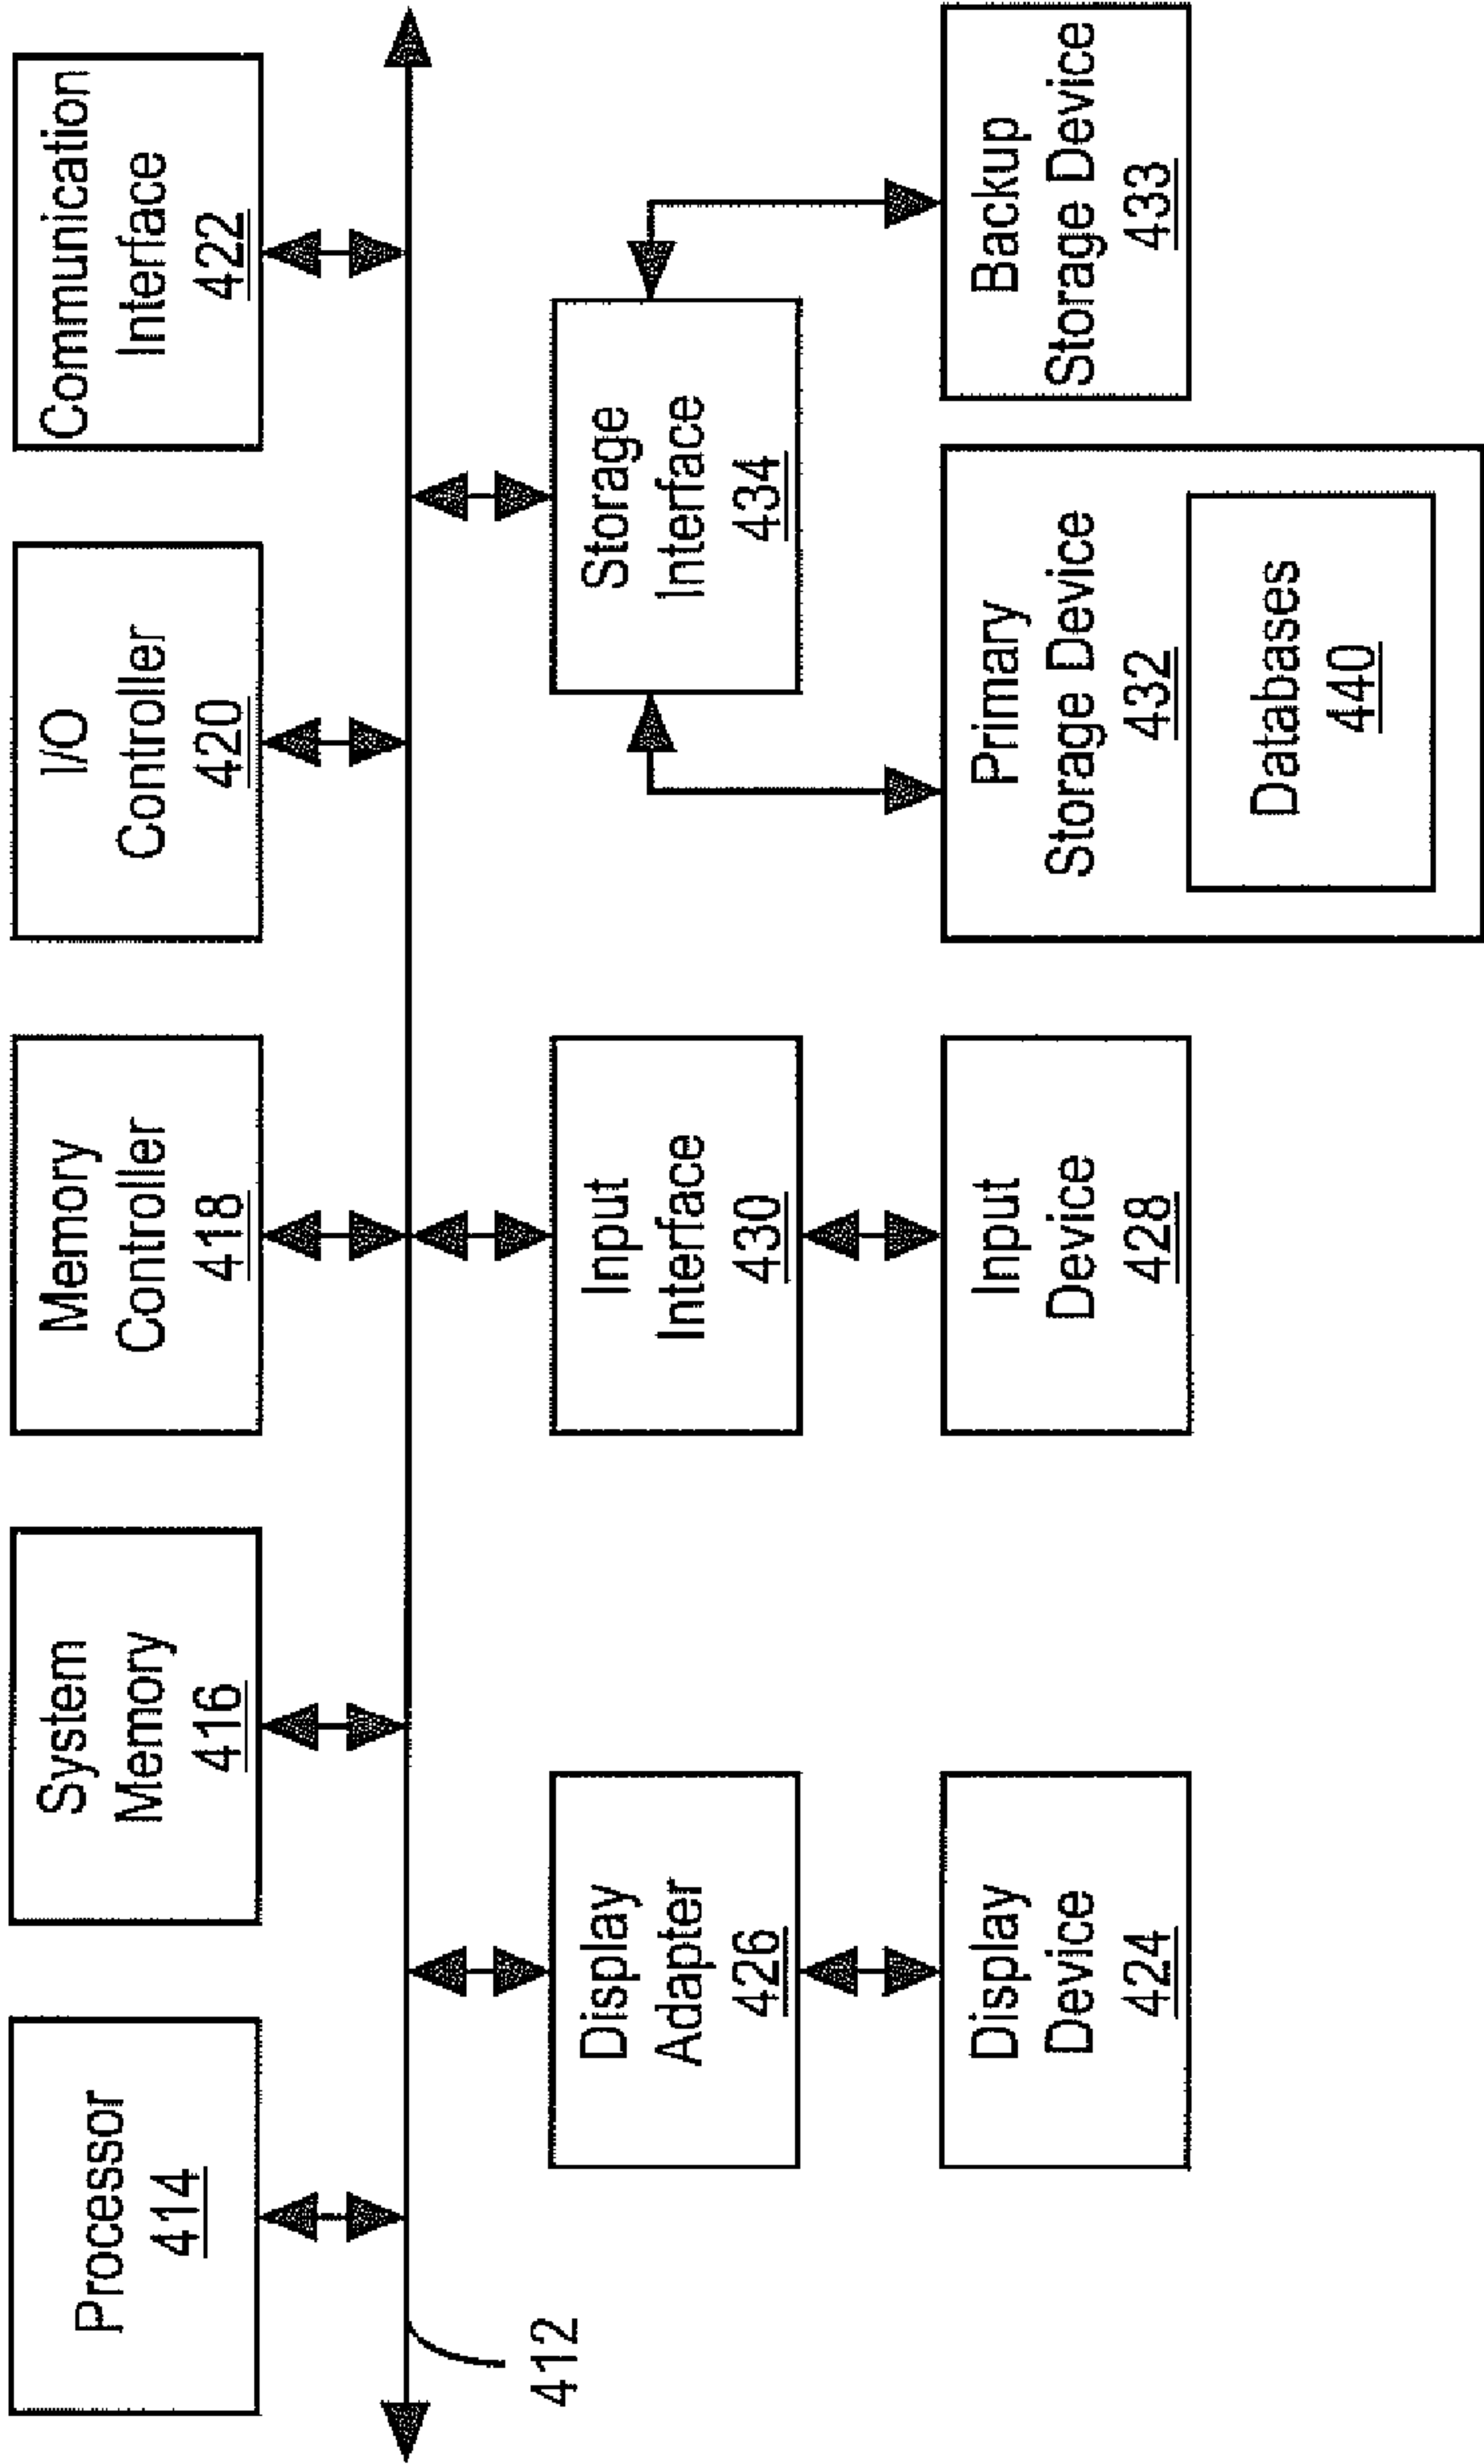 Processor
414
System
Memory
416
Memory
Controller
418
I/O
Controller
420
Communication
Interface
422
412
Display
Adapter
426
Input
Interface
430
Storage
Interface
434
Display
Device
424
Input
Device
428
Primary
Storage Device
432
Databases
440
Backup
Storage Device
433